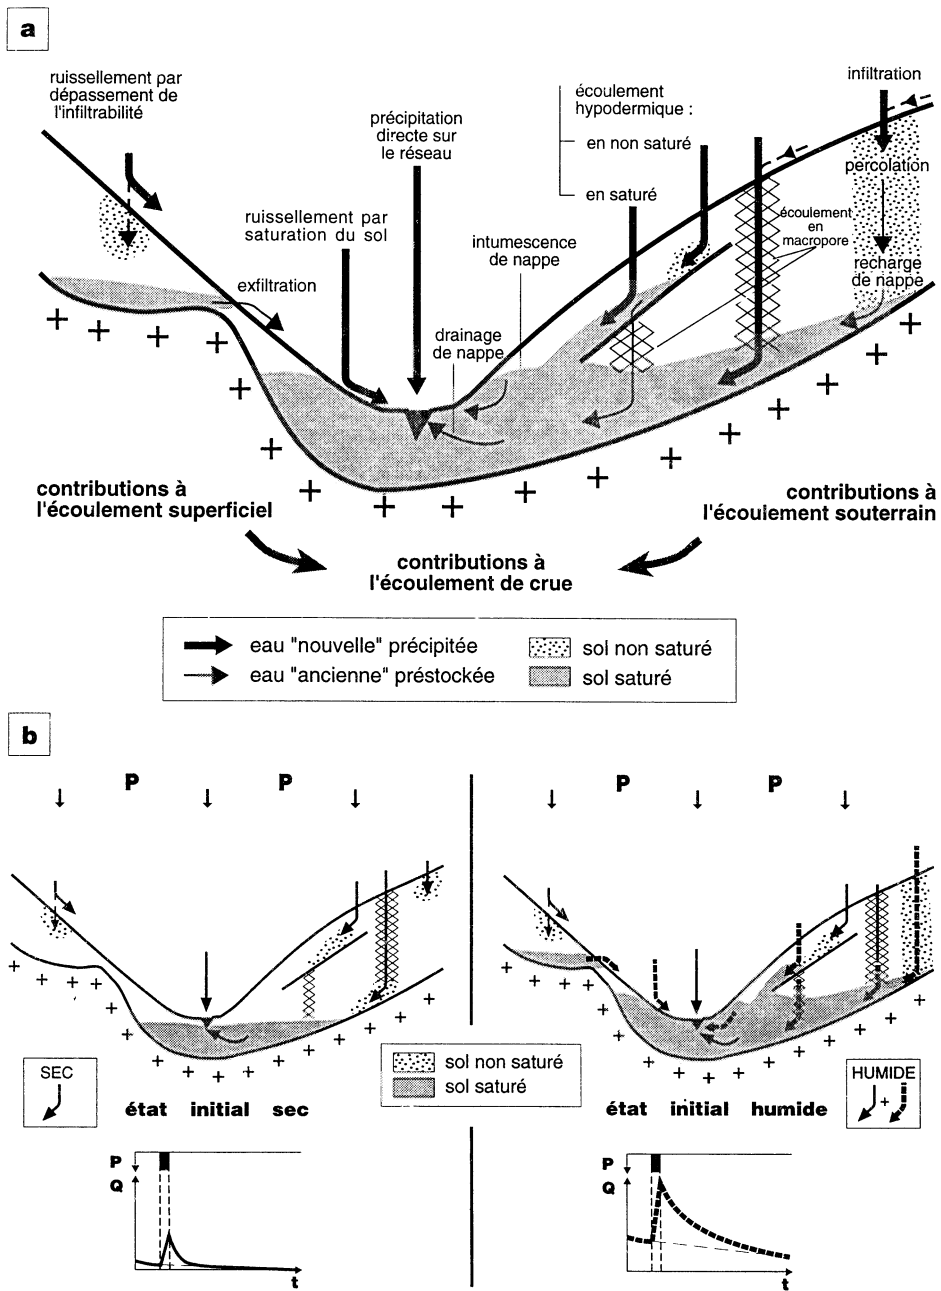 a
ruissellement par
dépassement de
l'infiltrabilité
précipitation
directe sur
le réseau
écoulement
hypodermique :
en non saturé
en saturé
infiltration
percolation
écoulement
en
macropore
recharge
de nappe
ruissellement par
saturation du sol
intumescence
de nappe
exfiltration
drainage
de nappe
contributions à
l'écoulement superficiel
contributions à
l'écoulement souterrain
contributions à
l'écoulement de crue
eau "nouvelle" précipitée
eau "ancienne" préstockée
sol non saturé
sol saturé
b
P P
P P
SEC
état initial sec
sol non saturé
sol saturé
état initial humide
HUMIDE
+
P
Q
t
P
Q
t